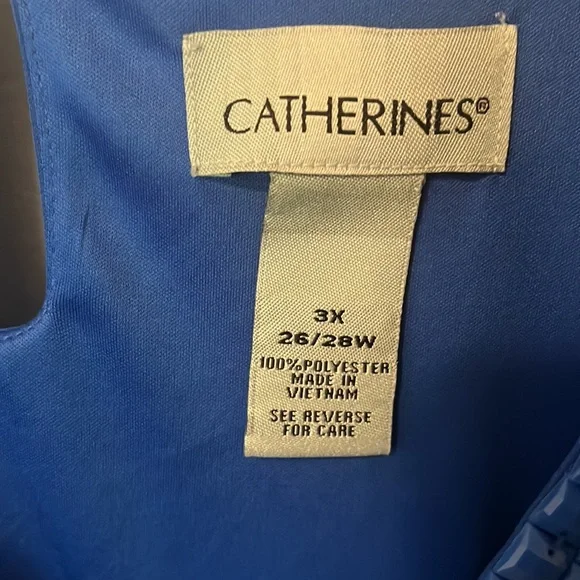 CATHERINES®
3X
26/28W
100%POLYESTER
MADE IN
VIETNAM
SEE REVERSE
FOR CARE